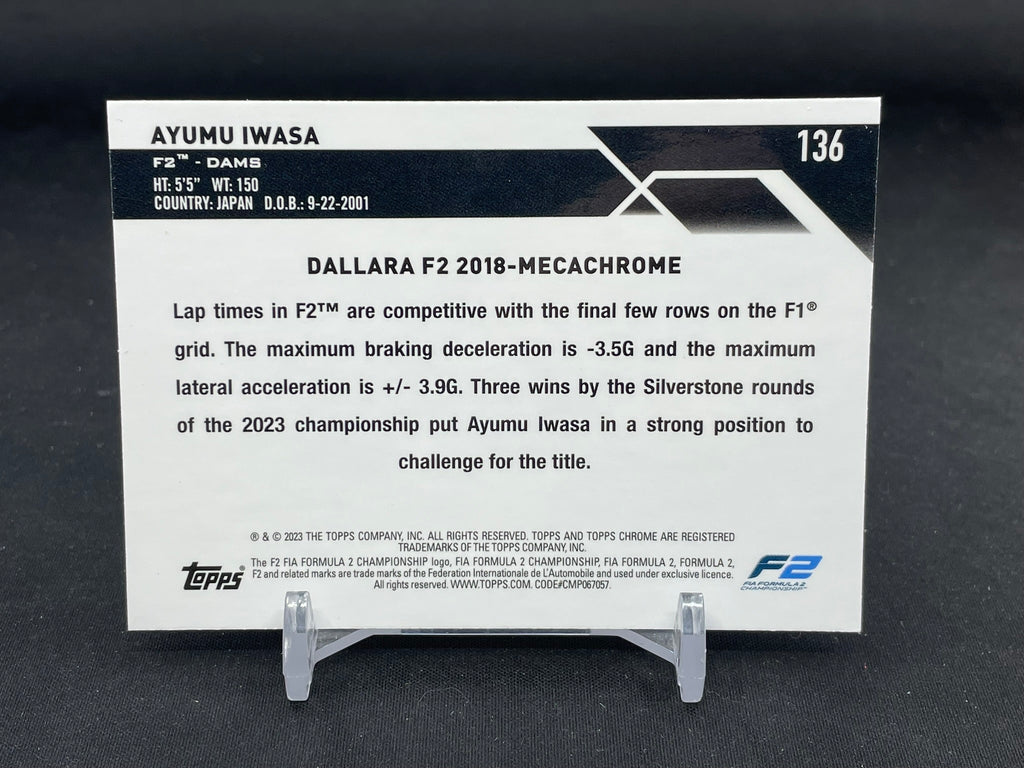 AYUMU IWASA
136
F2™ - DAMS
HT: 5'5" WT: 150
COUNTRY: JAPAN D.O.B.: 9-22-2001
DALLARA F2 2018-MECACHROME
Lap times in F2™ are competitive with the final few rows on the F1®
grid. The maximum braking deceleration is -3.5G and the maximum
lateral acceleration is +/- 3.9G. Three wins by the Silverstone rounds
of the 2023 championship put Ayumu Iwasa in a strong position to
challenge for the title.
® & © 2023 THE TOPPS COMPANY, INC. ALL RIGHTS RESERVED. TOPPS AND TOPPS CHROME ARE REGISTERED
TRADEMARKS OF THE TOPPS COMPANY, INC.
The F2 FIA FORMULA 2 CHAMPIONSHIP logo, FIA FORMULA 2 CHAMPIONSHIP, FIA FORMULA 2, FORMULA 2,
F2 and related marks are trade marks of the Federation Internationale de L'Automobile and used under exclusive licence.
All rights reserved. WWW.TOPPS.COM. CODE#CMP067057.
topps®
F2
FIA FORMULA 2
CHAMPIONSHIP™